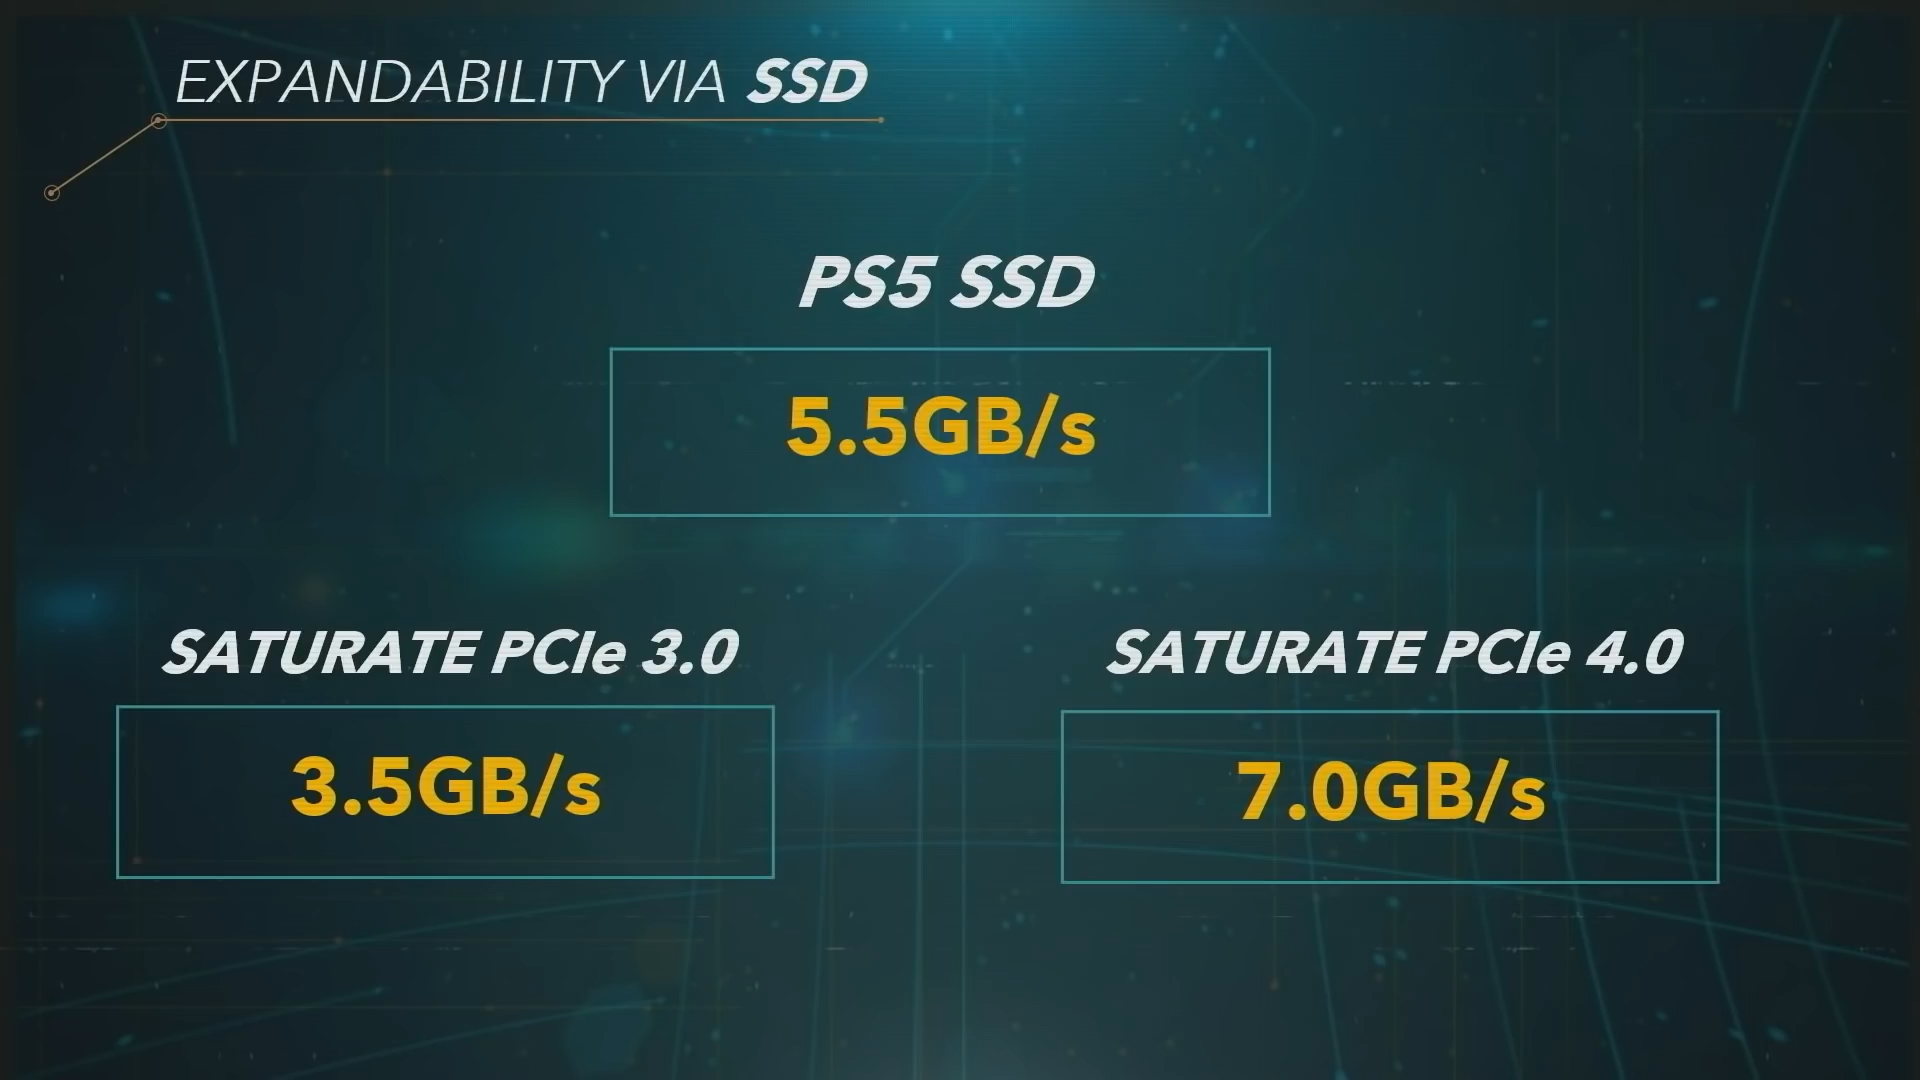 EXPANDABILITY VIA SSD
PS5 SSD
5.5GB/s
SATURATE PCIe 3.0
3.5GB/s
SATURATE PCIe 4.0
7.0GB/s